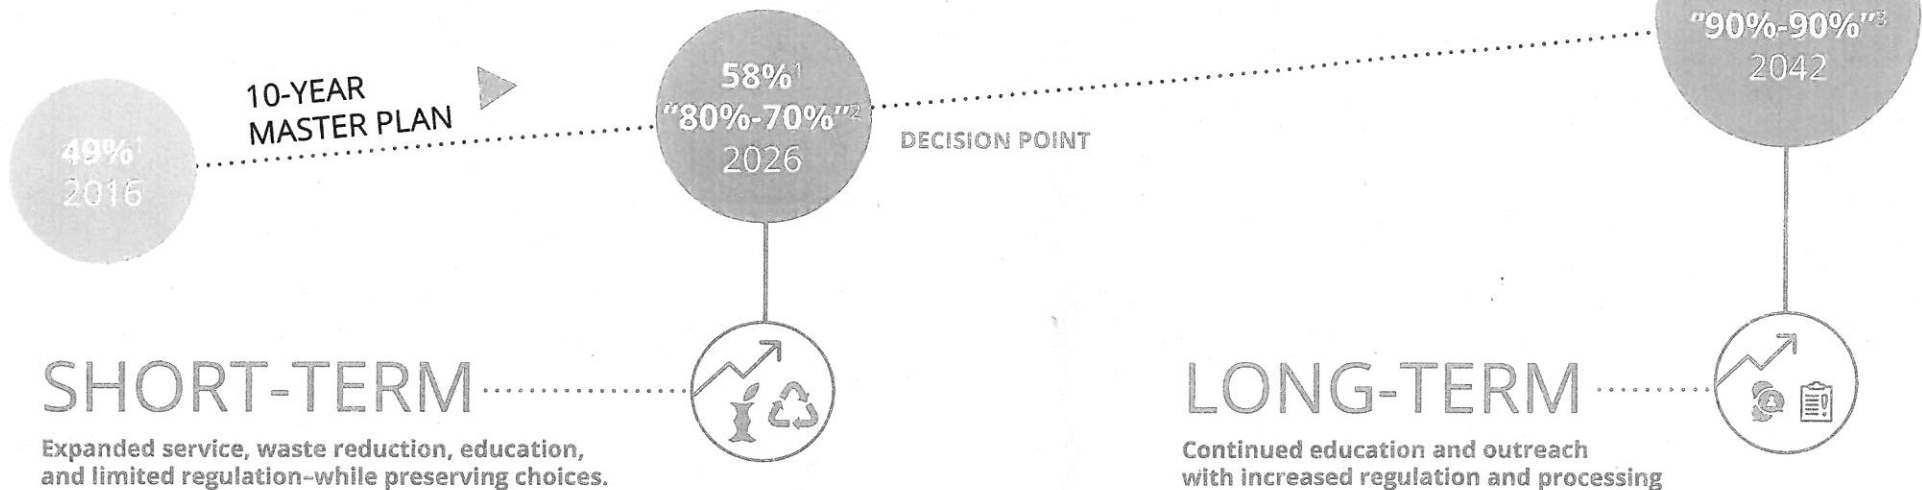 49%¹
2016
10-YEAR
MASTER PLAN
58%¹
"80%-70%"²
2026
DECISION POINT
"90%-90%"³
2042
SHORT-TERM
Expanded service, waste reduction, education,
and limited regulation–while preserving choices.
LONG-TERM
Continued education and outreach
with increased regulation and processing